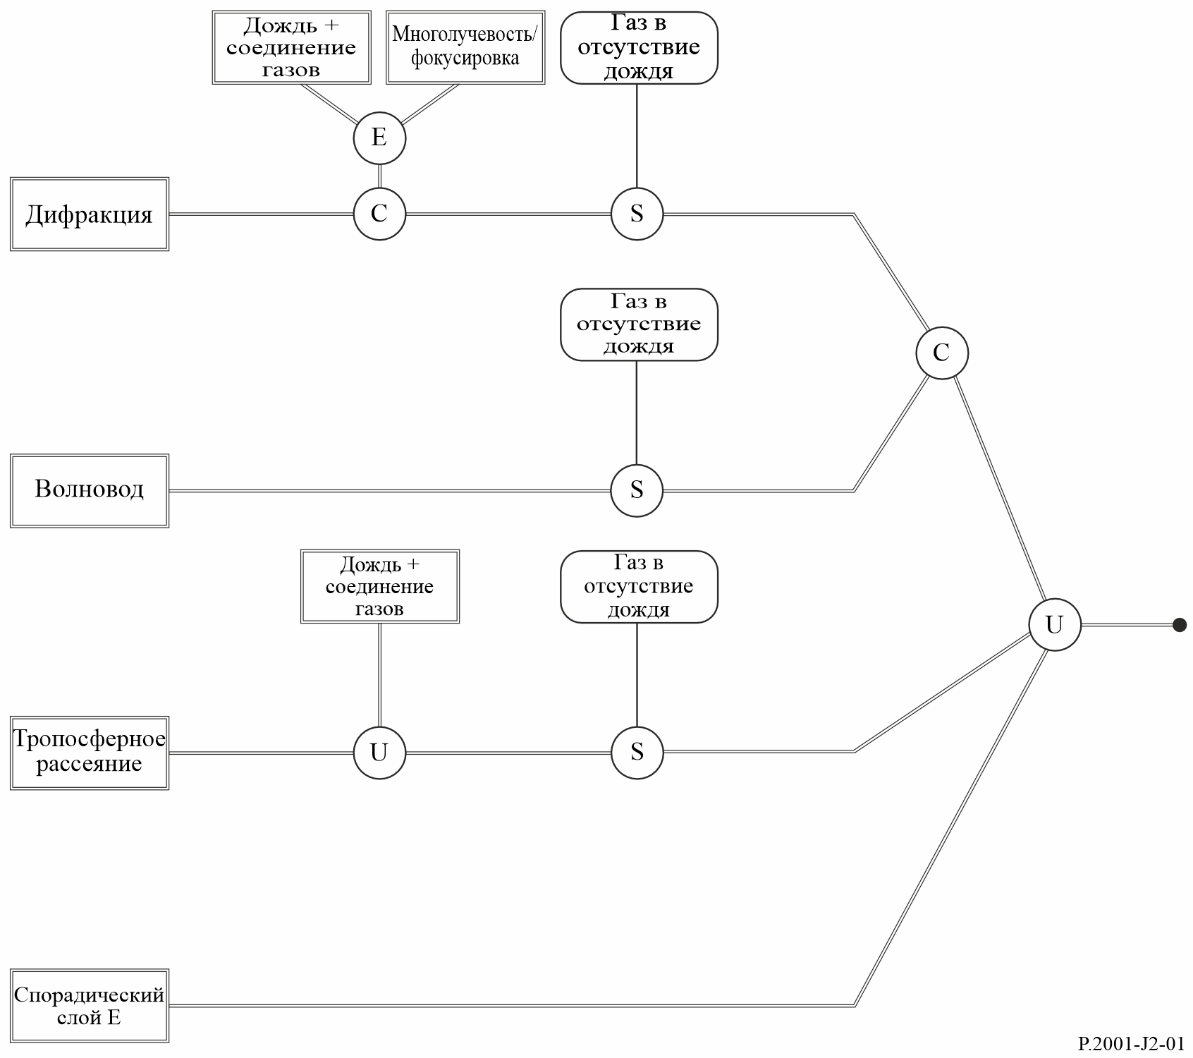 Дождь +
соединение
газов
Многолучевость/
фокусировка
Газ в
отсутствие
дождя
E
Дифракция
C
S
Газ в
отсутствие
дождя
C
Волновод
S
Дождь +
соединение
газов
Газ в
отсутствие
дождя
U
Тропосферное
рассеяние
U
S
Спорадический
слой E
P.2001-J2-01